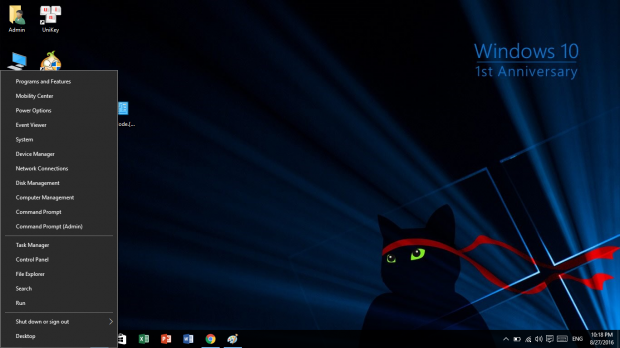 Admin
UniKey
Windows 10
1st Anniversary
Programs and Features
Mobility Center
Power Options
Event Viewer
System
Device Manager
Network Connections
Disk Management
Computer Management
Command Prompt
Command Prompt (Admin)
Task Manager
Control Panel
File Explorer
Search
Run
Shut down or sign out
Desktop
ode.[...
ENG
10:18 PM
8/27/2016